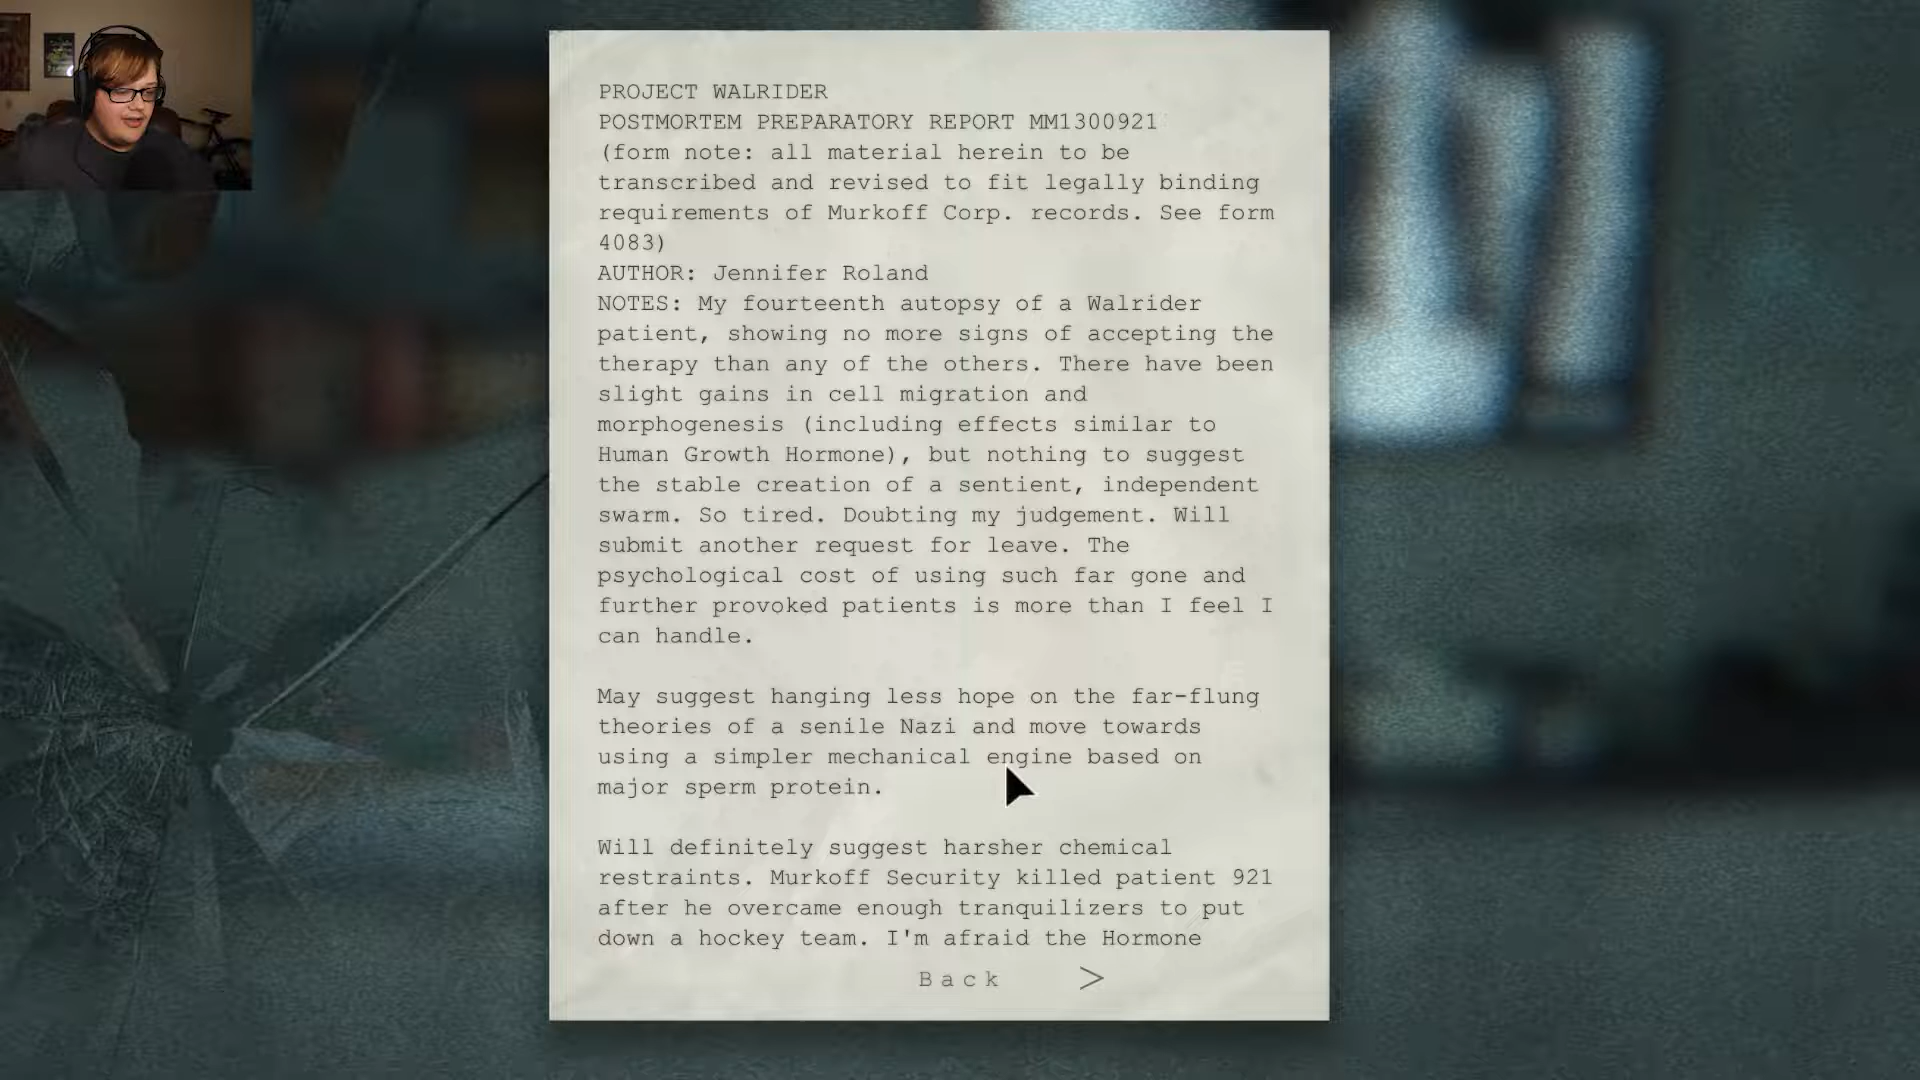 PROJECT WALRIDER
POSTMORTEM PREPARATORY REPORT MM1300921
(form note: all material herein to be
transcribed and revised to fit legally binding
requirements of Murkoff Corp. records. See form
4083)
AUTHOR: Jennifer Roland
NOTES: My fourteenth autopsy of a Walrider
patient, showing no more signs of accepting the
therapy than any of the others. There have been
slight gains in cell migration and
morphogenesis (including effects similar to
Human Growth Hormone), but nothing to suggest
the stable creation of a sentient, independent
swarm. So tired. Doubting my judgement. Will
submit another request for leave. The
psychological cost of using such far gone and
further provoked patients is more than I feel I
can handle.
May suggest hanging less hope on the far-flung
theories of a senile Nazi and move towards
using a simpler mechanical engine based on
major sperm protein.
Will definitely suggest harsher chemical
restraints. Murkoff Security killed patient 921
after he overcame enough tranquilizers to put
down a hockey team. I'm afraid the Hormone
Back >